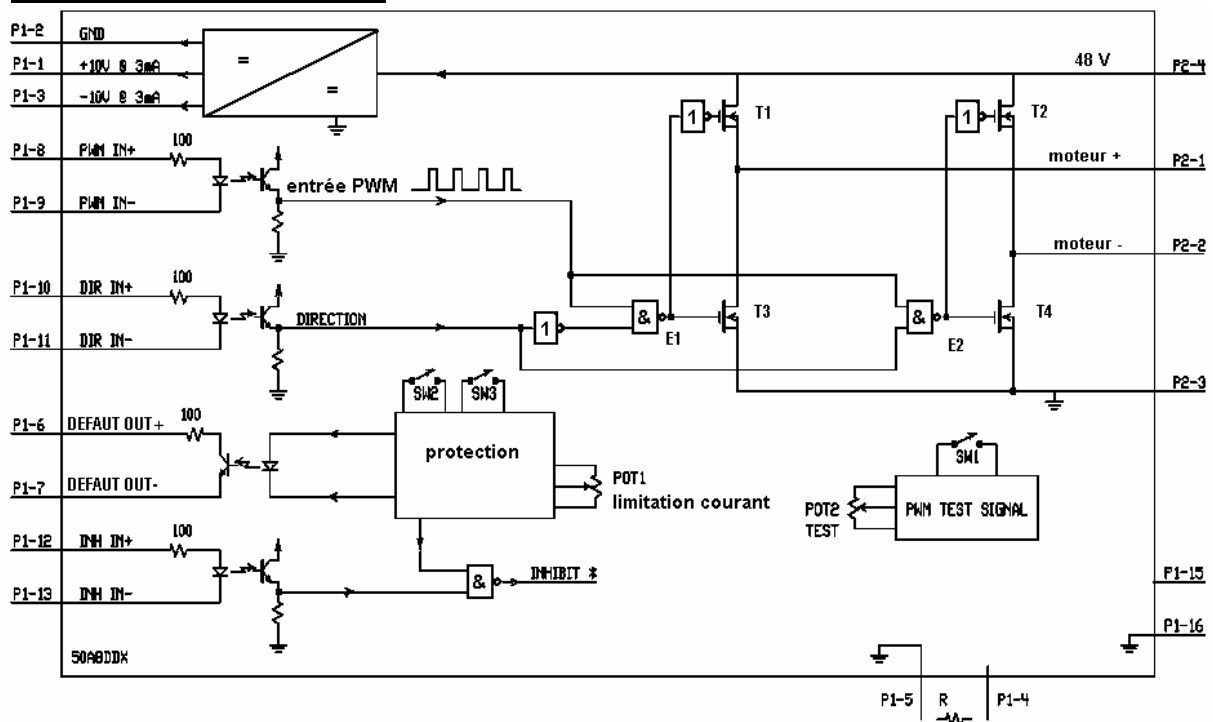 P1-2 GND
P1-1 +10V @ 3mA
P1-3 -10V @ 3mA
=
=
48 V P2-4
1 T1
1 T2
P1-8 PWM IN+ 100
entrée PWM
moteur + P2-1
P1-9 PWM IN-
moteur - P2-2
P1-10 DIR IN+ 100
DIRECTION
1
& E1
T3
& E2
T4
P1-11 DIR IN-
P2-3
SW2 SW3
P1-6 DEFAUT OUT+ 100
protection
P1-7 DEFAUT OUT-
POT1
limitation courant
SW1
POT2
TEST
PWM TEST SIGNAL
P1-12 INH IN+ 100
&
INHIBIT *
P1-13 INH IN-
P1-15
P1-16
50A8DDX
P1-5 R P1-4